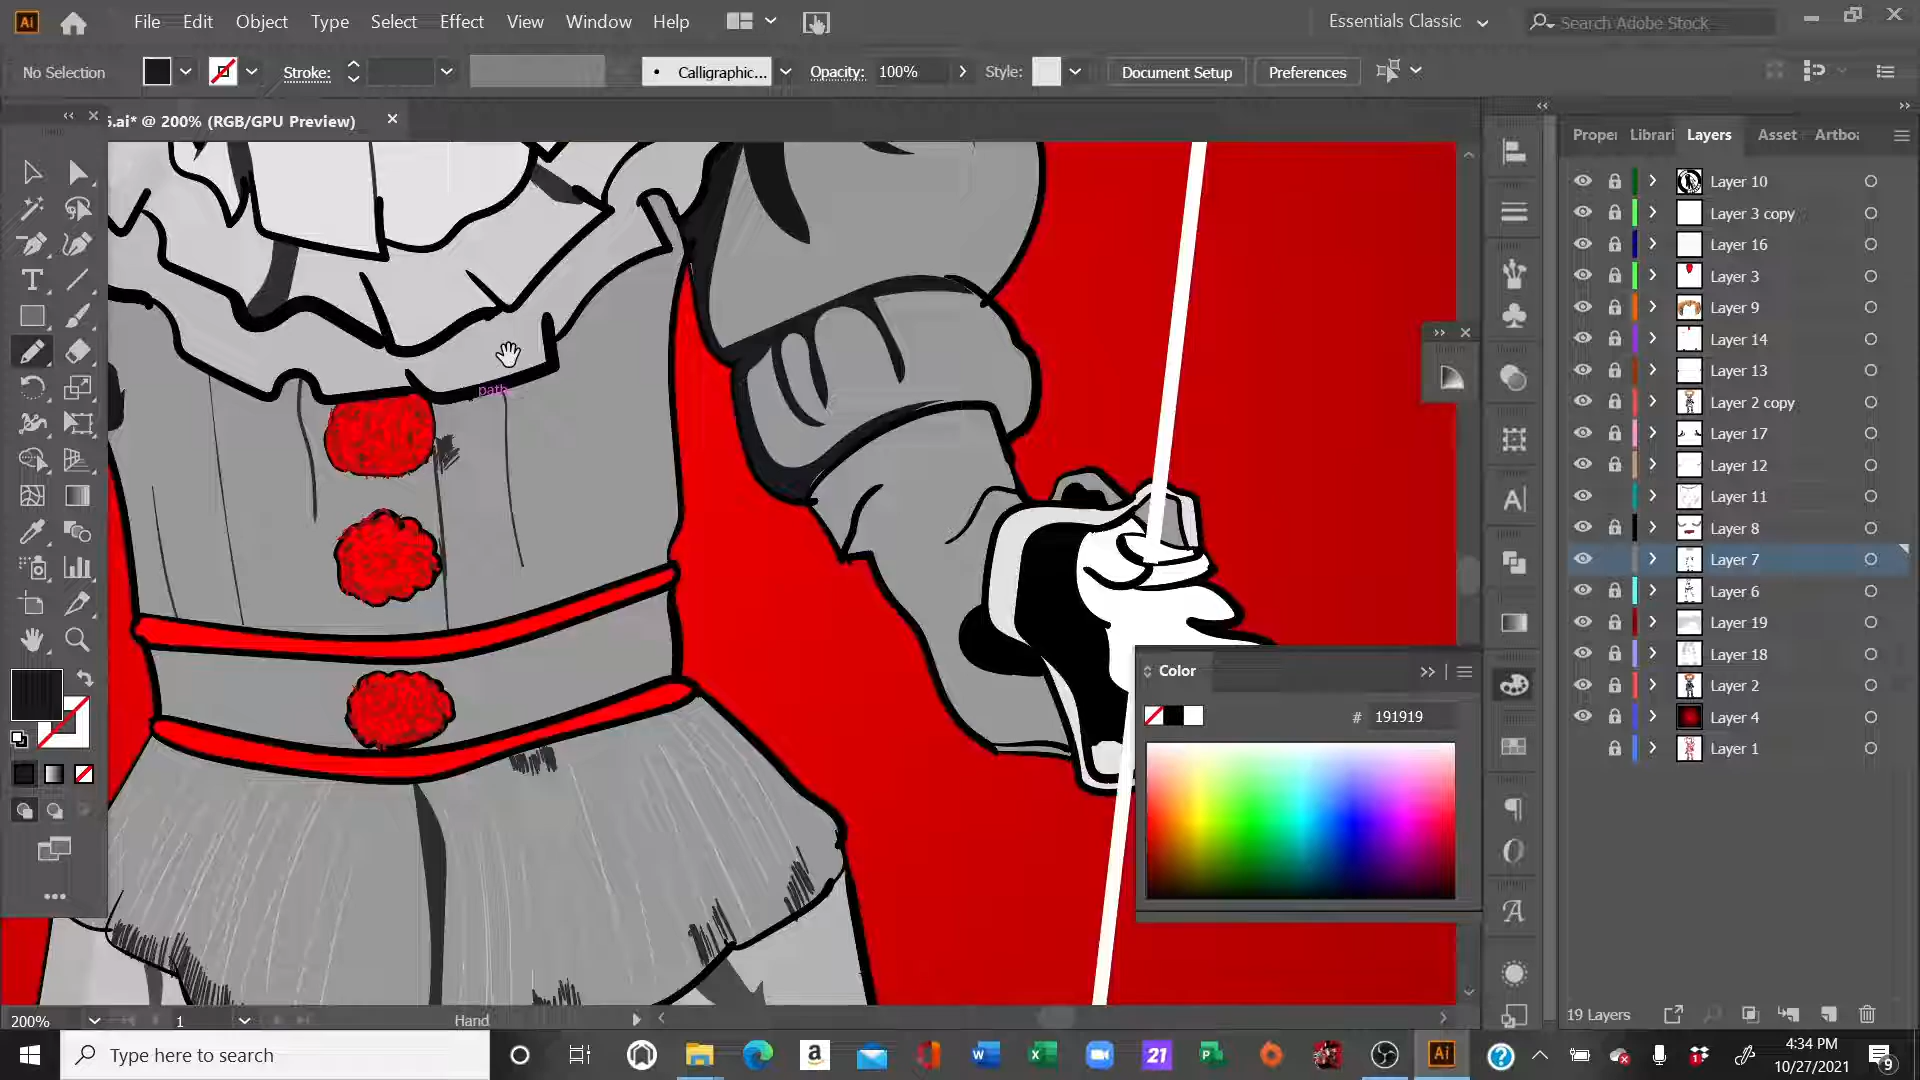 File Edit Object Type Select Effect View Window Help
Essentials Classic
Search Adobe Stock
No Selection
Stroke:
Calligraphic...
Opacity: 100%
Style:
Document Setup
Preferences
.ai* @ 200% (RGB/GPU Preview)
Layers
Asset
Layer 10
Layer 3 copy
Layer 16
Layer 3
Layer 9
Layer 14
Layer 13
Layer 2 copy
Layer 17
Layer 12
Layer 11
Layer 8
Layer 7
Layer 6
Layer 19
Layer 18
Layer 2
Layer 4
Layer 1
path
Color
# 191919
200%
1
Hand
19 Layers
Type here to search
21
Ai
4:34 PM
10/27/2021
9